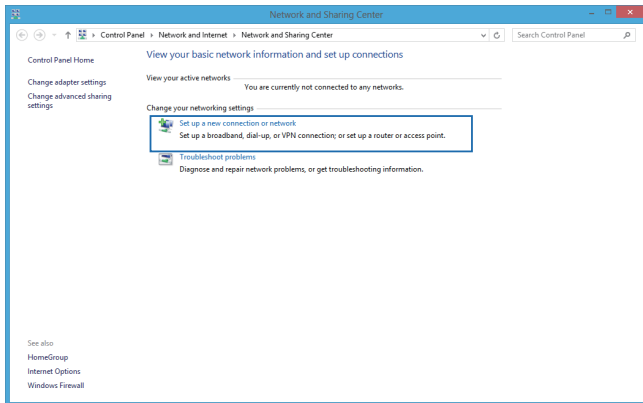 Network and Sharing Center
Control Panel Network and Internet Network and Sharing Center
Search Control Panel
Control Panel Home
Change adapter settings
Change advanced sharing
settings
View your basic network information and set up connections
View your active networks
You are currently not connected to any networks.
Change your networking settings
Set up a new connection or network
Set up a broadband, dial-up, or VPN connection; or set up a router or access point.
Troubleshoot problems
Diagnose and repair network problems, or get troubleshooting information.
See also
HomeGroup
Internet Options
Windows Firewall